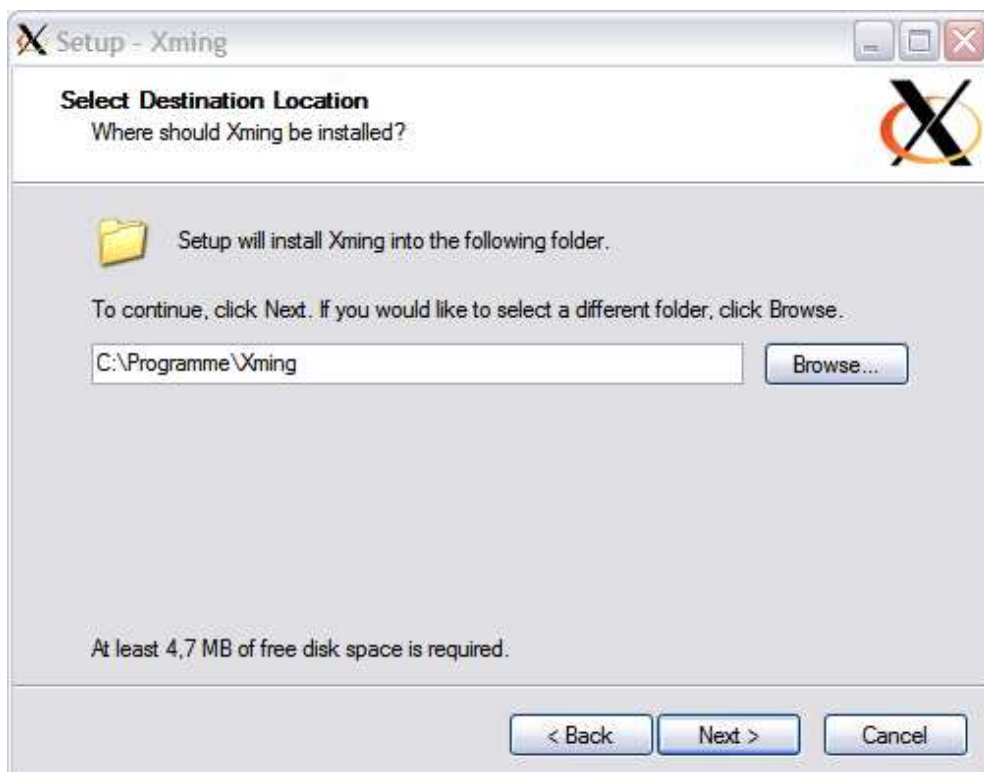 Setup - Xming
Select Destination Location
Where should Xming be installed?
Setup will install Xming into the following folder.
To continue, click Next. If you would like to select a different folder, click Browse.
C:\Programme\Xming
Browse...
At least 4,7 MB of free disk space is required.
< Back Next > Cancel